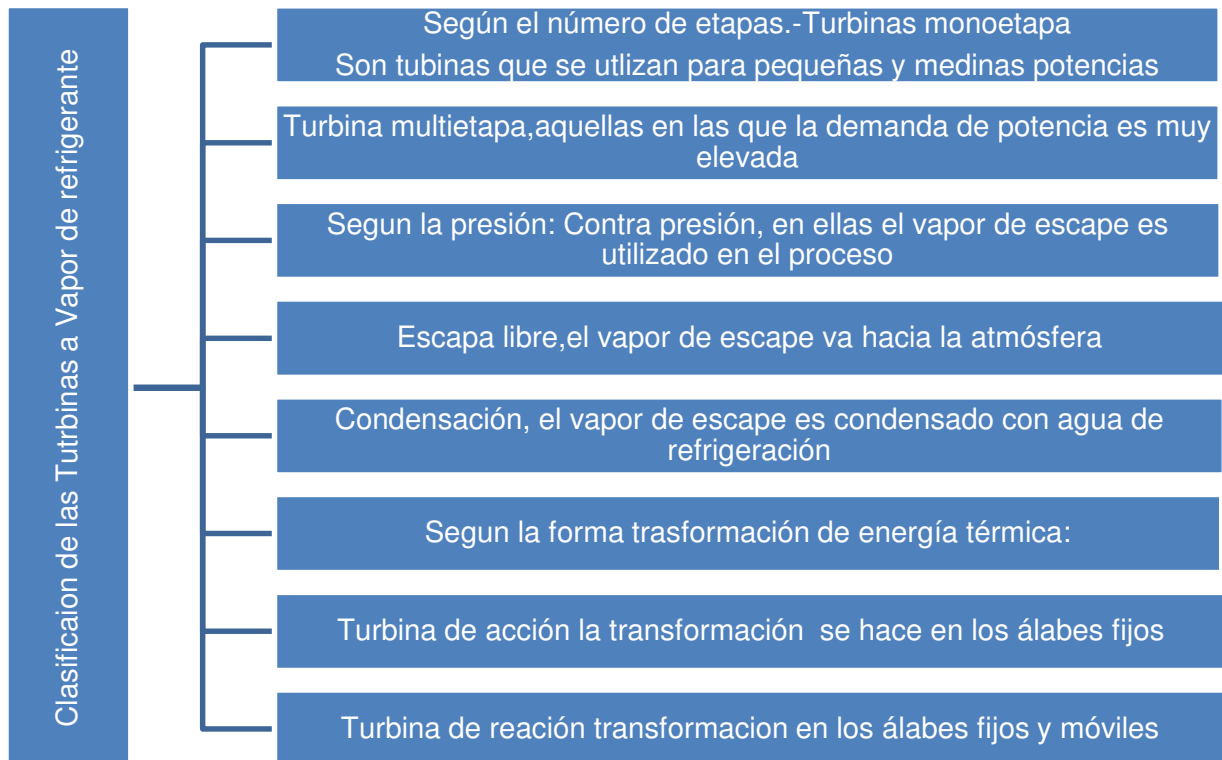 Clasificaion de las Tutrbinas a Vapor de refrigerante
Según el número de etapas.-Turbinas monoetapa
Son tubinas que se utlizan para pequeñas y medinas potencias
Turbina multietapa,aquellas en las que la demanda de potencia es muy
elevada
Segun la presión: Contra presión, en ellas el vapor de escape es
utilizado en el proceso
Escapa libre,el vapor de escape va hacia la atmósfera
Condensación, el vapor de escape es condensado con agua de
refrigeración
Segun la forma trasformación de energía térmica:
Turbina de acción la transformación  se hace en los álabes fijos
Turbina de reación transformacion en los álabes fijos y móviles